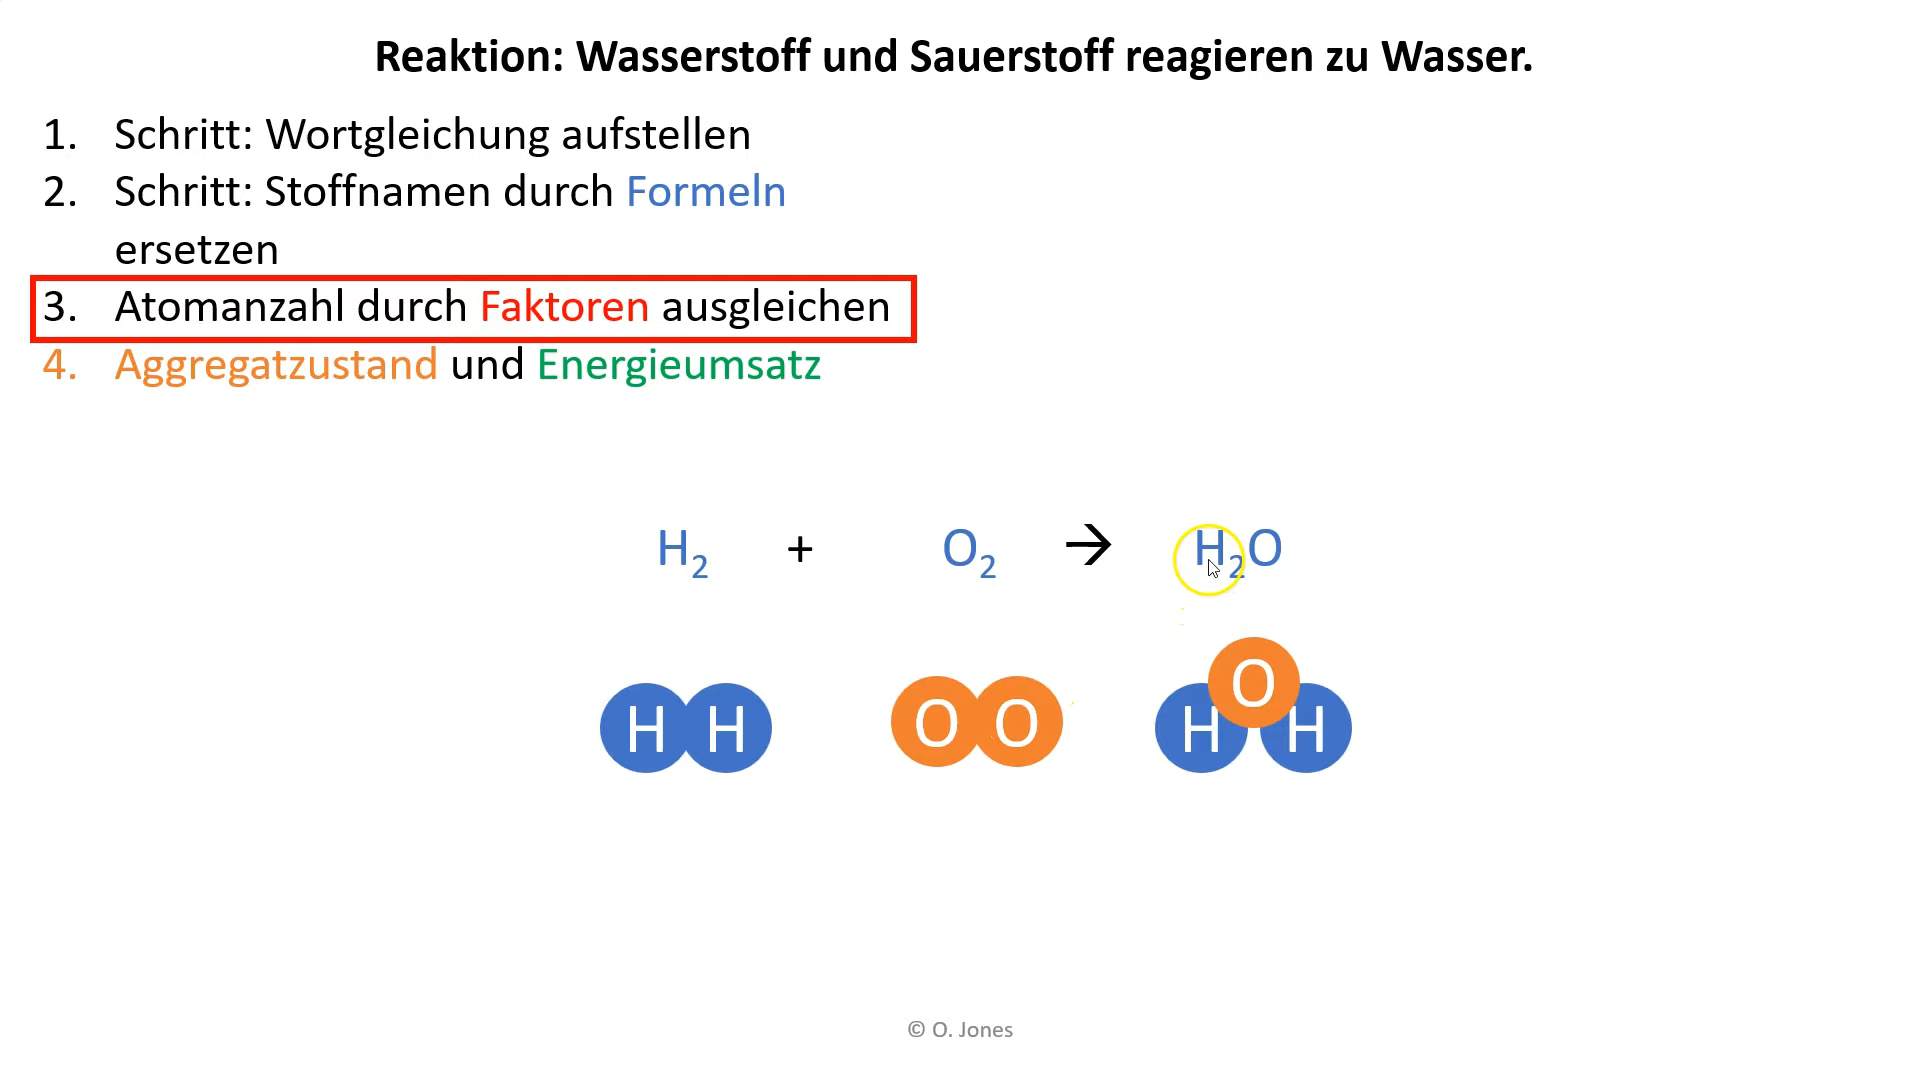 Reaktion: Wasserstoff und Sauerstoff reagieren zu Wasser.
1. Schritt: Wortgleichung aufstellen
2. Schritt: Stoffnamen durch Formeln
ersetzen
3. Atomanzahl durch Faktoren ausgleichen
4. Aggregatzustand und Energieumsatz
H₂ + O₂ → H₂O
H H O O H O H
© O. Jones